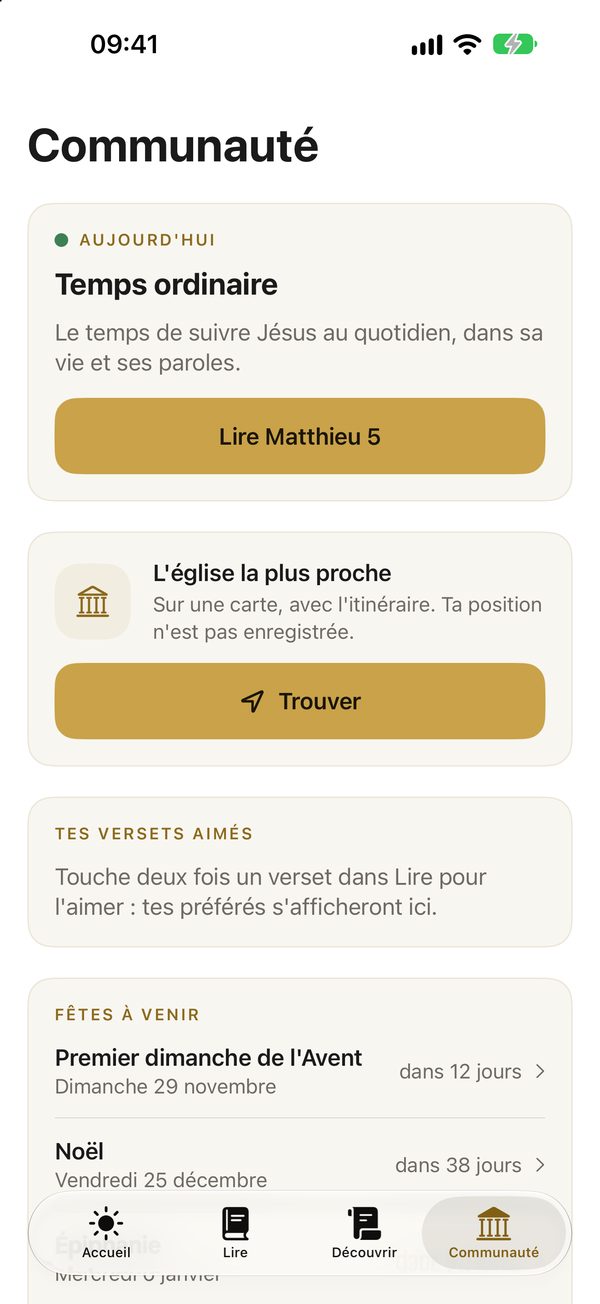 09:41
Communauté
AUJOURD'HUI
Temps ordinaire
Le temps de suivre Jésus au quotidien, dans sa
vie et ses paroles.
Lire Matthieu 5
L'église la plus proche
Sur une carte, avec l'itinéraire. Ta position
n'est pas enregistrée.
Trouver
TES VERSETS AIMÉS
Touche deux fois un verset dans Lire pour
l'aimer : tes préférés s'afficheront ici.
FÊTES À VENIR
Premier dimanche de l'Avent
dans 12 jours
Dimanche 29 novembre
Noël
dans 38 jours
Vendredi 25 décembre
Épiphanie
Accueil
Lire
Découvrir
Communauté
Mercredi 6 janvier